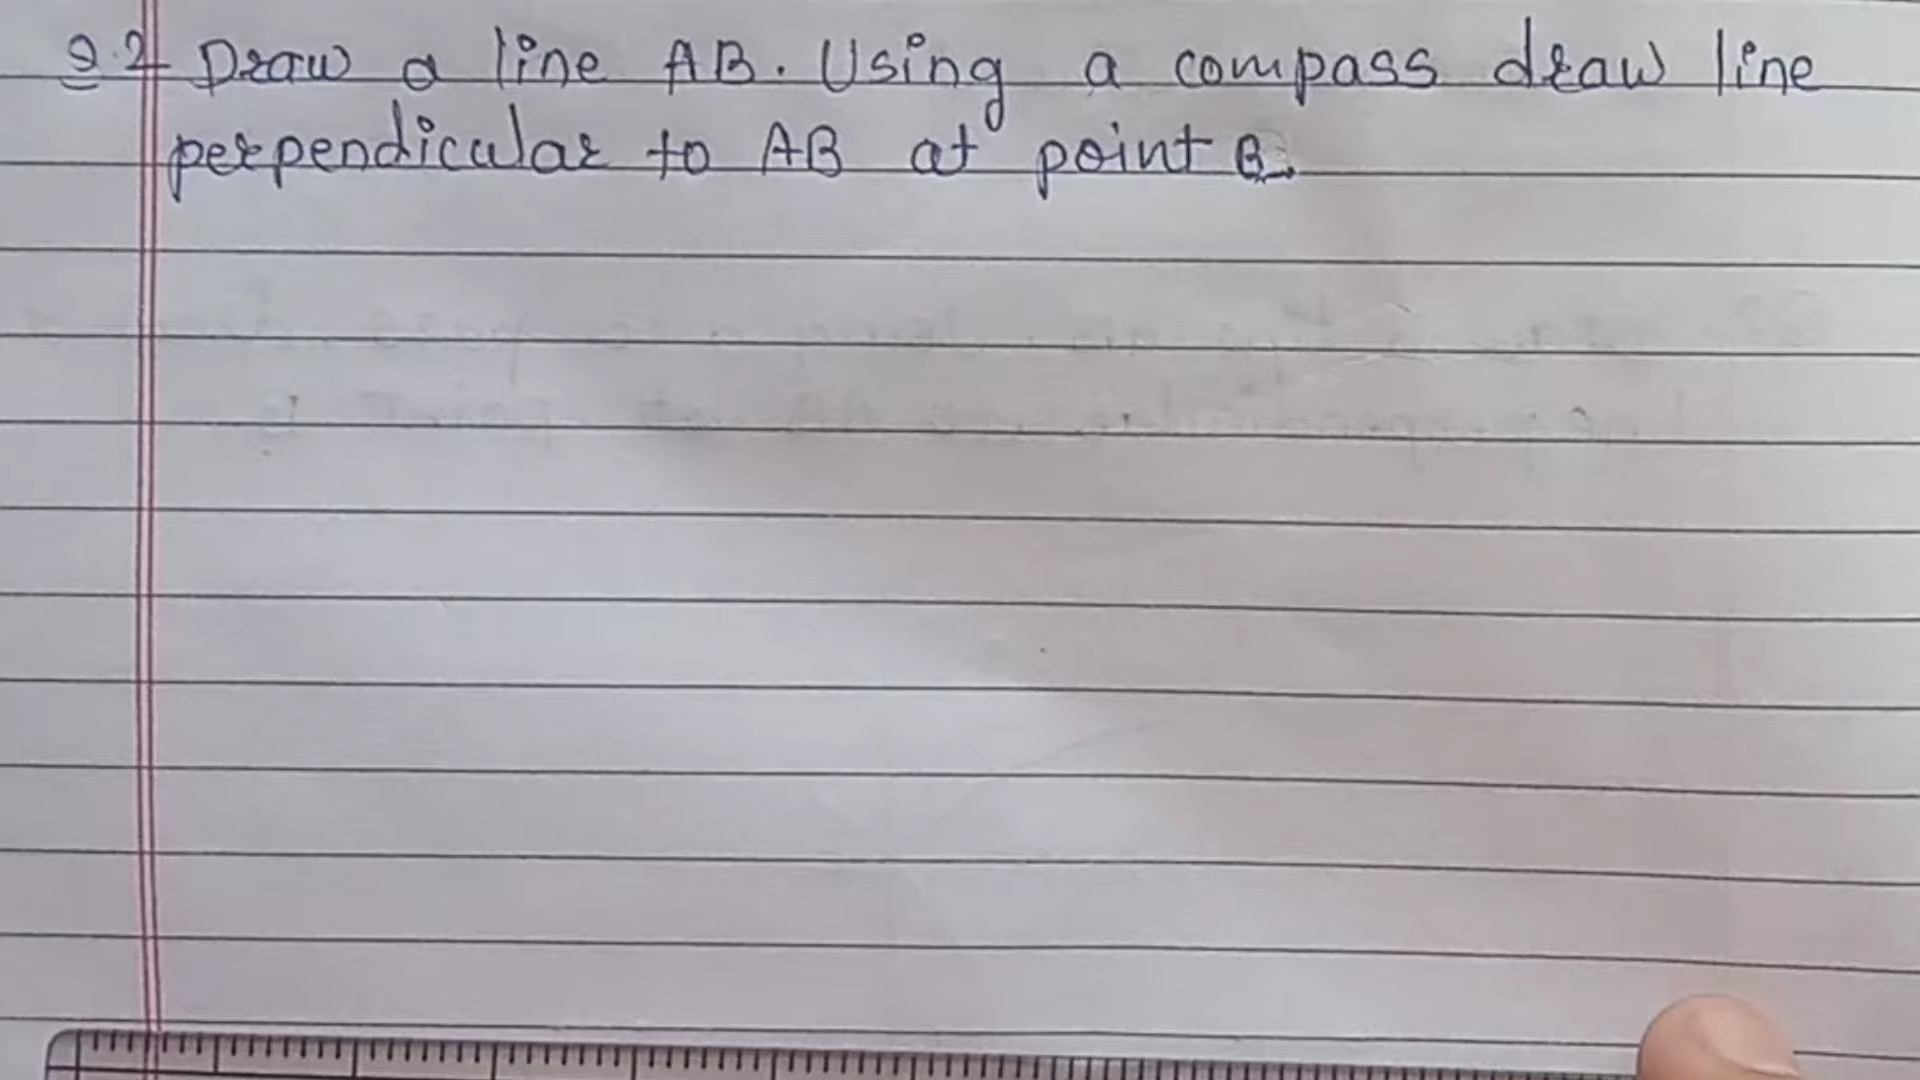 Q.2 Draw a line AB. Using a compass draw line
perpendicular to AB at point B.